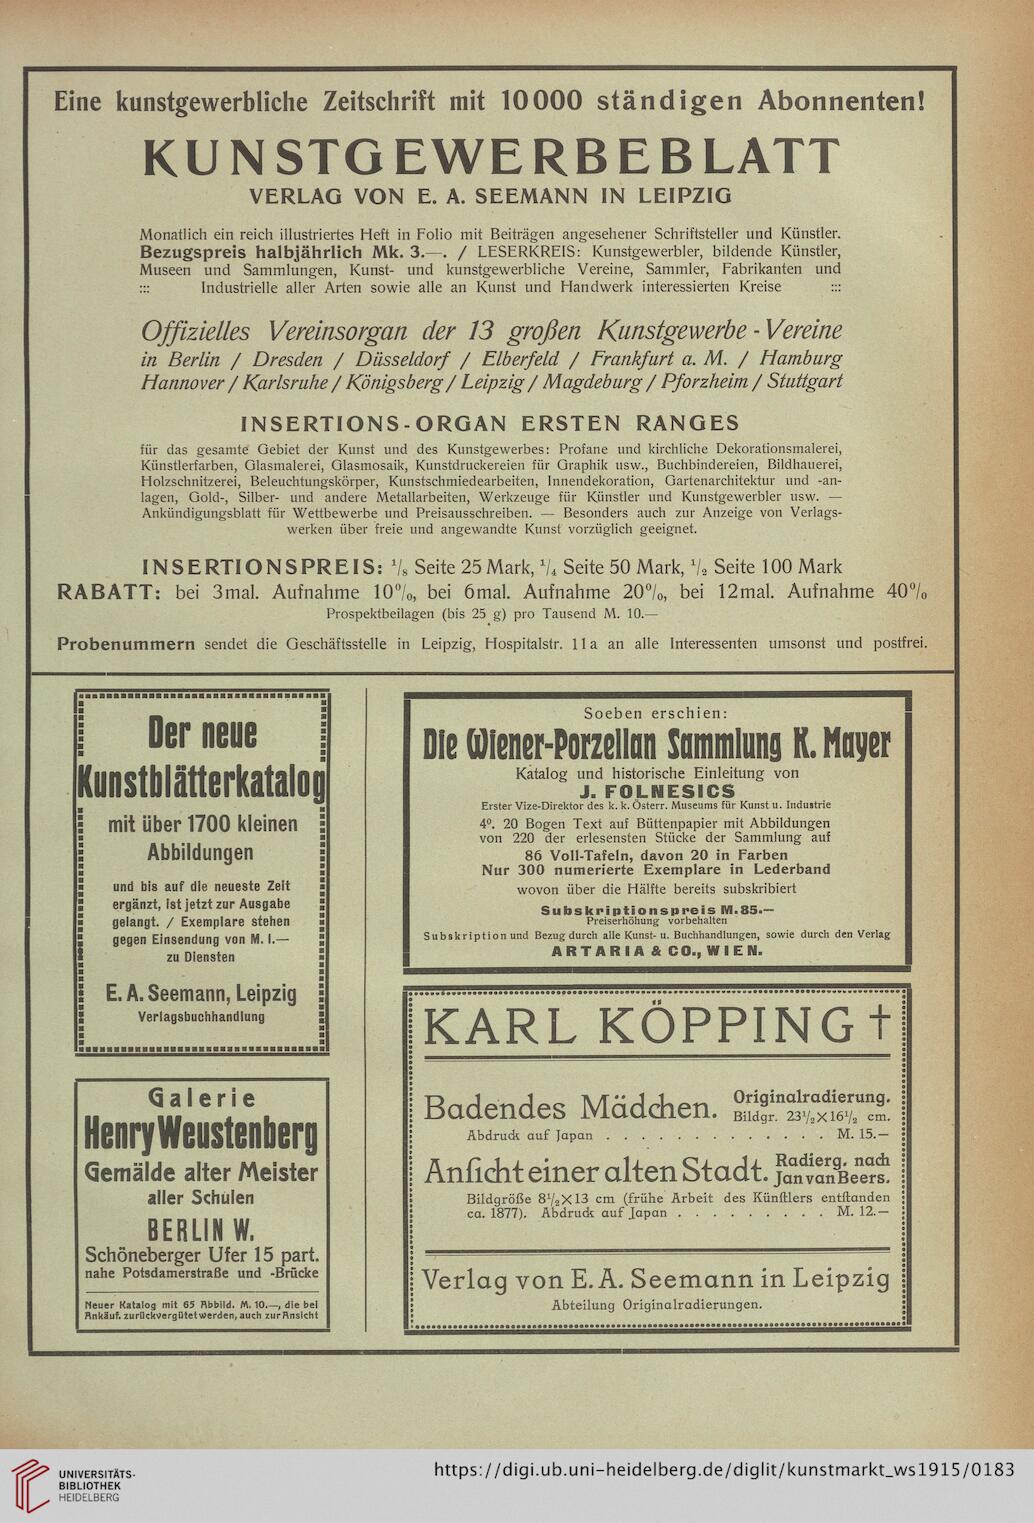 Eine kunstgewerbliche Zeitschrift mit 10000 ständigen Abonnenten!
KUNSTGEWERBEBLATT
VERLAG VON E. A. SEEMANN IN LEIPZIG
Monatlich ein reich illustriertes Heft in Folio mit Beiträgen angesehener Schriftsteller und Künstler.
Bezugspreis halbjährlich Mk. 3.—. / LESERKREIS: Kunstgewerbler, bildende Künstler,
Museen und Sammlungen, Kunst- und kunstgewerbliche Vereine, Sammler, Fabrikanten und
::: Industrielle aller Arten sowie alle an Kunst und Handwerk interessierten Kreise :::
Offizielles Vereinsorgan der 13 großen Kunstgewerbe-Vereine
in Berlin / Dresden / Düsseldorf / Elberfeld / Frankfurt a. M. / Hamburg
Hannover / Karlsruhe / Königsberg / Leipzig / Magdeburg / Pforzheim / Stuttgart
INSERTIONS-ORGAN ERSTEN RANGES
für das gesamte Gebiet der Kunst und des Kunstgewerbes: Profane und kirchliche Dekorationsmalerei,
Künstlerfarben, Glasmalerei, Glasmosaik, Kunstdruckereien für Graphik usw., Buchbindereien, Bildhauerei,
Holzschnitzerei, Beleuchtungskörper, Kunstschmiedearbeiten, Innendekoration, Gartenarchitektur und -an-
lagen, Gold-, Silber- und andere Metallarbeiten, Werkzeuge für Künstler und Kunstgewerbler usw. —
Ankündigungsblatt für Wettbewerbe und Preisausschreiben. — Besonders auch zur Anzeige von Verlags-
werken über freie und angewandte Kunst vorzüglich geeignet.
INSERTIONSPREIS: 1/8 Seite 25 Mark, 1/4 Seite 50 Mark, 1/2 Seite 100 Mark
RABATT: bei 3mal. Aufnahme 10%, bei 6mal. Aufnahme 20%, bei 12mal. Aufnahme 40%
Prospektbeilagen (bis 25 g) pro Tausend M. 10.—
Probenummern sendet die Geschäftsstelle in Leipzig, Hospitalstr. 11a an alle Interessenten umsonst und postfrei.
Der neue
Kunstblätterkatalog
mit über 1700 kleinen
Abbildungen
und bis auf die neueste Zeit
ergänzt, ist jetzt zur Ausgabe
gelangt. / Exemplare stehen
gegen Einsendung von M. 1.—
zu Diensten
E. A. Seemann, Leipzig
Verlagsbuchhandlung
Galerie
Henry Weustenberg
Gemälde alter Meister
aller Schulen
BERLIN W.
Schöneberger Ufer 15 part.
nahe Potsdamerstraße und -Brücke
Neuer Katalog mit 65 Abbild. M. 10.—, die bei
Ankauf. zurückvergütet werden, auch zur Ansicht
Soeben erschien:
Die Wiener-Porzellan Sammlung K. Mayer
Katalog und historische Einleitung von
J. FOLNESICS
Erster Vize-Direktor des k. k. Österr. Museums für Kunst u. Industrie
4°. 20 Bogen Text auf Büttenpapier mit Abbildungen
von 220 der erlesensten Stücke der Sammlung auf
86 Voll-Tafeln, davon 20 in Farben
Nur 300 numerierte Exemplare in Lederband
wovon über die Hälfte bereits subskribiert
Subskriptionspreis M. 85.—
Preiserhöhung vorbehalten
Subskription und Bezug durch alle Kunst- u. Buchhandlungen, sowie durch den Verlag
ARTARIA & CO., WIEN.
KARL KÖPPING †
Badendes Mädchen. Originalradierung.
Bildgr. 23 1/2 × 16 1/2 cm.
Abdruck auf Japan . . . . . . . . . . . . . M. 15.—
Ansicht einer alten Stadt. Radierg. nach
Jan van Beers.
Bildgröße 8 1/2 × 13 cm (frühe Arbeit des Künstlers entstanden
ca. 1877). Abdruck auf Japan . . . . . . . . . M. 12.—
Verlag von E. A. Seemann in Leipzig
Abteilung Originalradierungen.
UNIVERSITÄTS-
BIBLIOTHEK
HEIDELBERG
https://digi.ub.uni-heidelberg.de/diglit/kunstmarkt_ws1915/0183